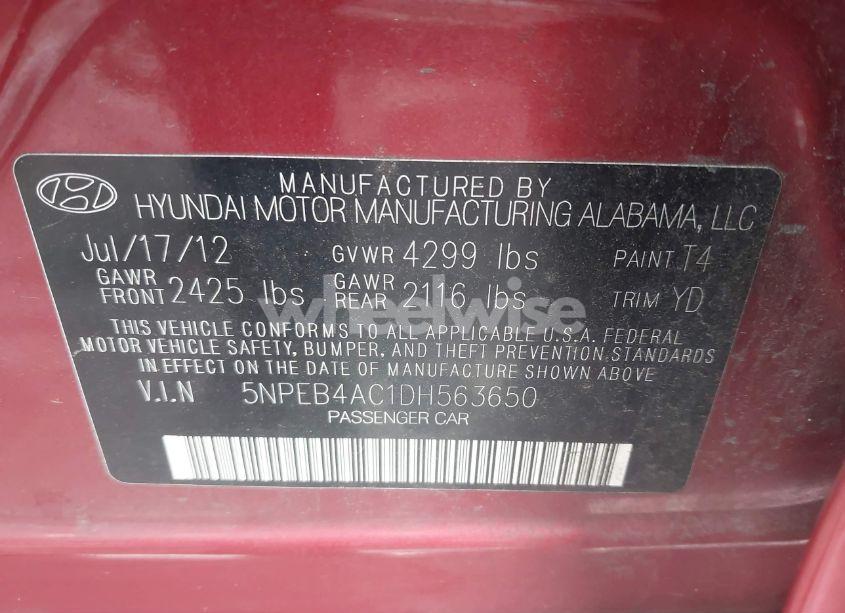 MANUFACTURED BY
HYUNDAI MOTOR MANUFACTURING ALABAMA, LLC
Jul/17/12 GVWR 4299 lbs PAINT T4
GAWR FRONT 2425 lbs GAWR REAR 2116 lbs TRIM YD
wheelwise
THIS VEHICLE CONFORMS TO ALL APPLICABLE U.S.A. FEDERAL
MOTOR VEHICLE SAFETY, BUMPER, AND THEFT PREVENTION STANDARDS
IN EFFECT ON THE DATE OF MANUFACTURE SHOWN ABOVE
V.I.N 5NPEB4AC1DH563650
PASSENGER CAR